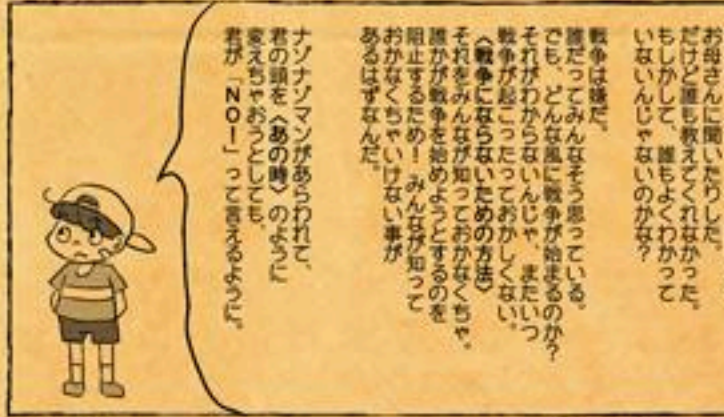 お母さんに聞いたりした
だけど誰も教えてくれなかった。
もしかして、誰もよくわかって
いないんじゃないのかな?
戦争は嫌だ。
誰だってみんなそう思っている。
でも、どんな風に戦争が始まるのか?
それがわからないんじゃ、またいつ
戦争が起こったっておかしくない。
〈戦争にならないための方法〉
それをみんなが知っておかなくちゃ。
誰かが戦争を始めようとするのを
阻止するため! みんなが知って
おかなくちゃいけない事が
あるはずなんだ。
ナゾナゾマンがあらわれて、
君の頭を〈あの時〉のように
変えちゃおうとしても、
君が「NO!」って言えるように。